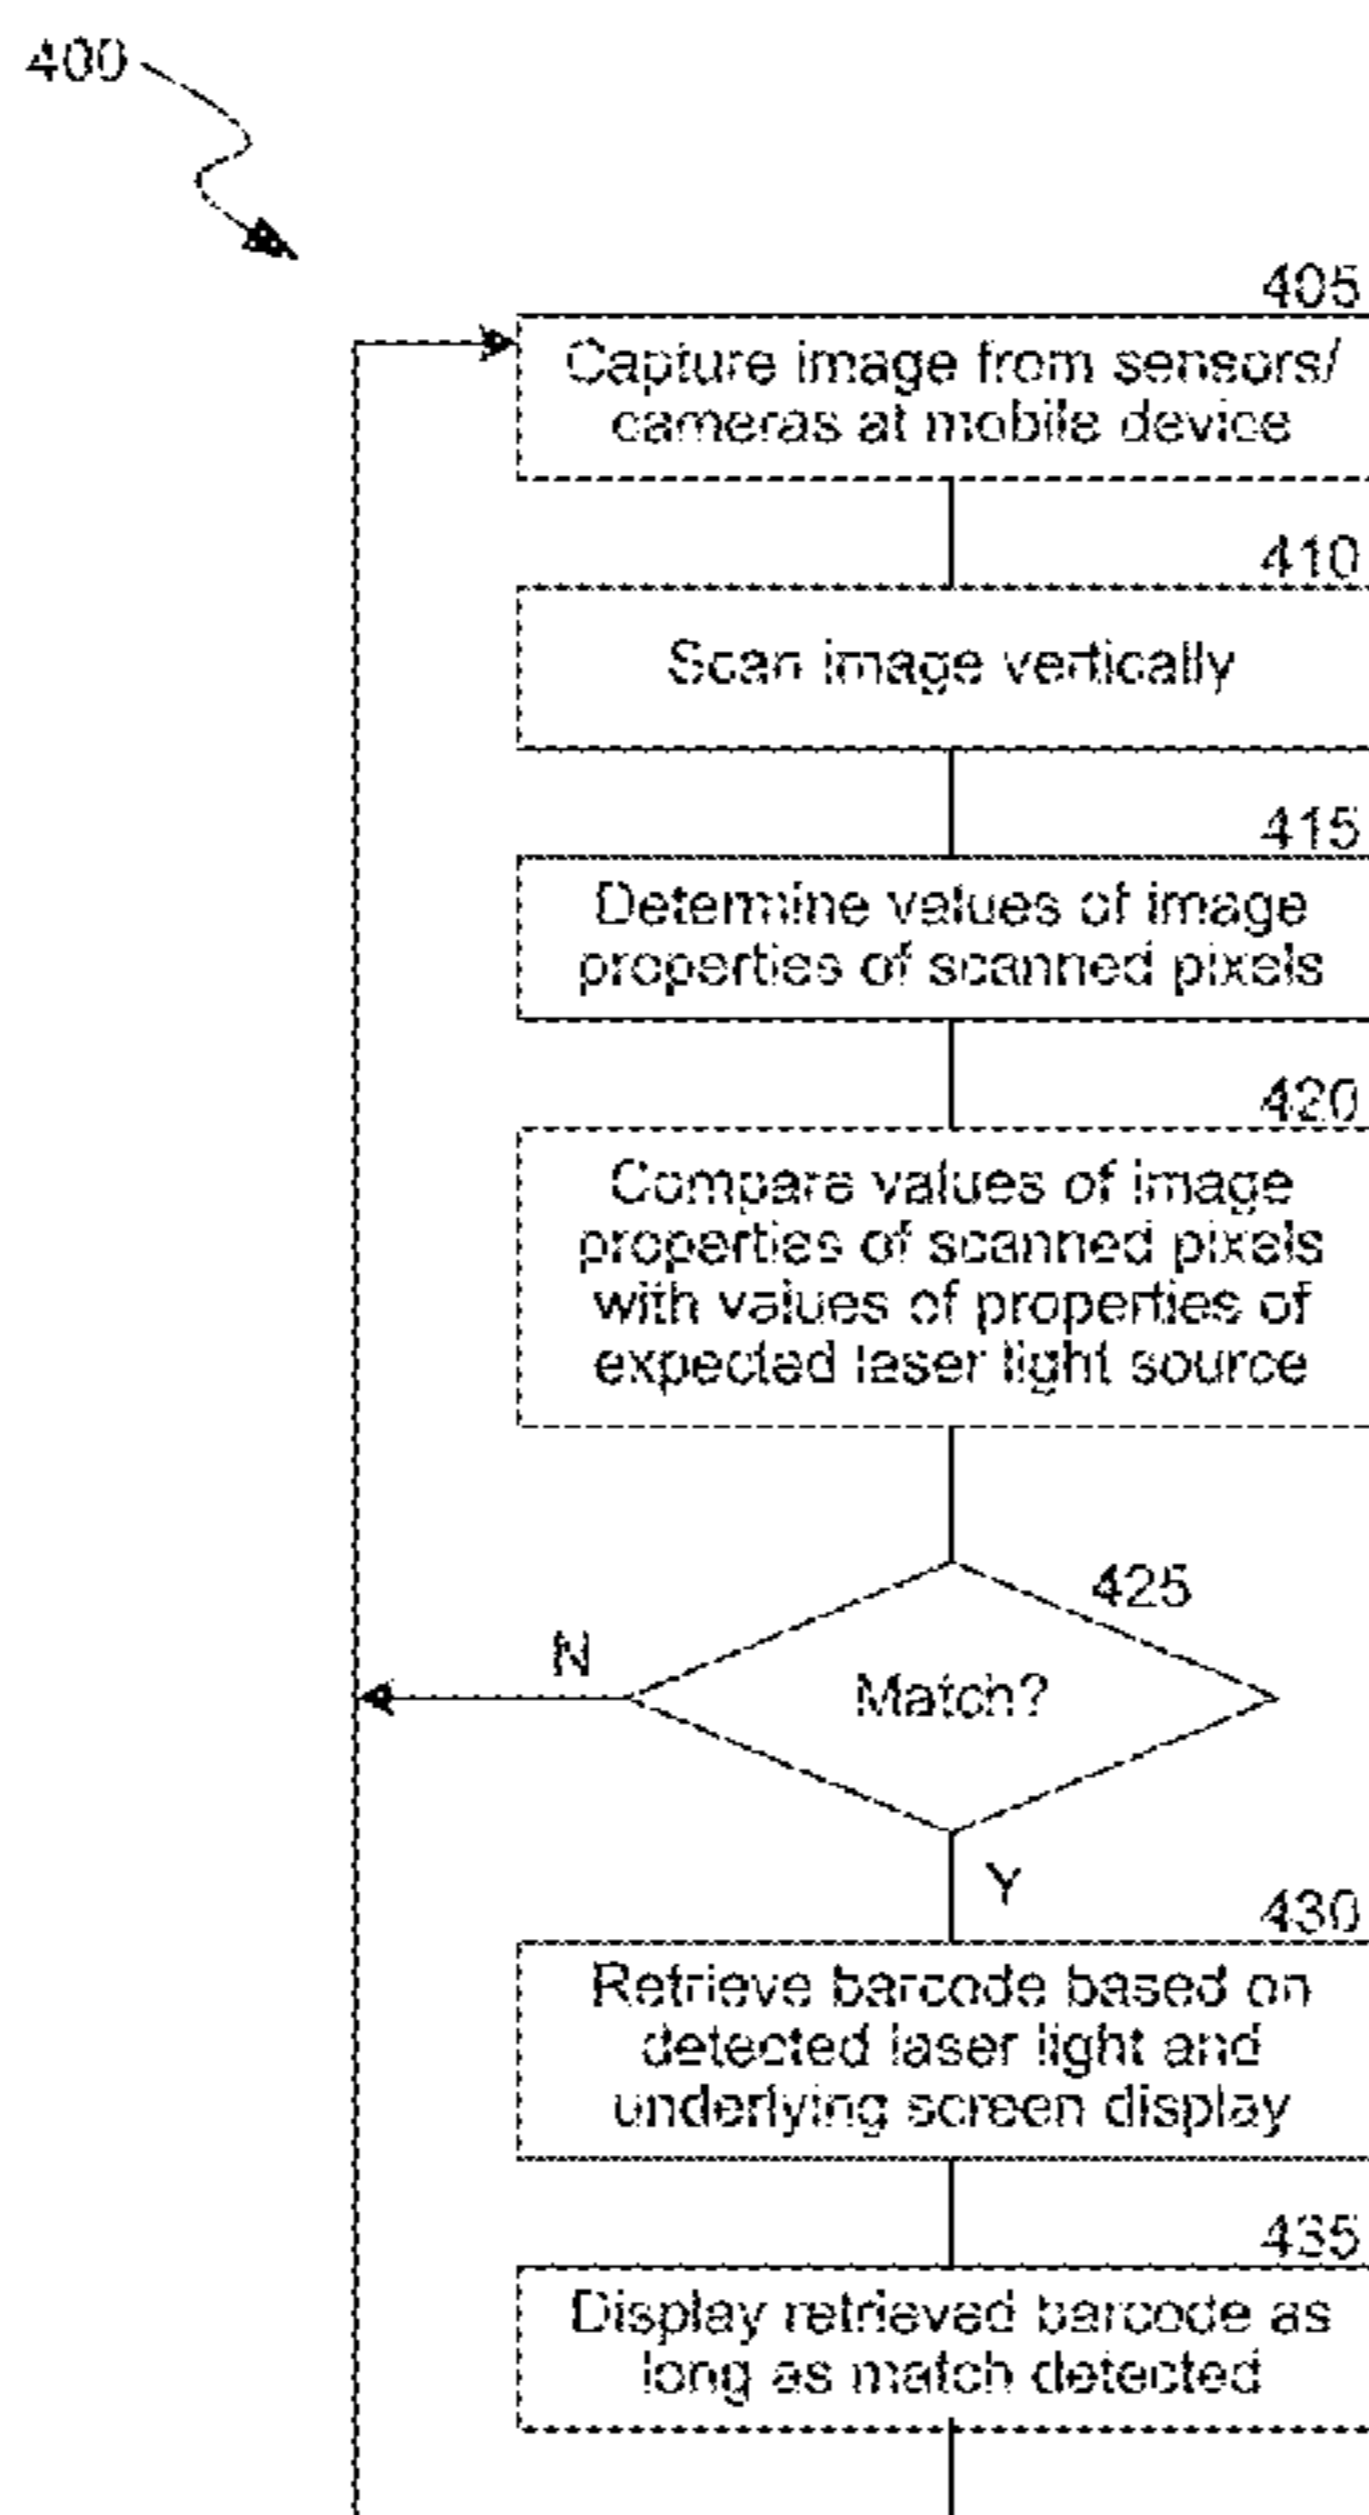 400
405
Capture image from sensors/
cameras at mobile device
410
Scan image vertically
415
Determine values of image
properties of scanned pixels
420
Compare values of image
properties of scanned pixels
with values of properties of
expected laser light source
425
N
Match?
Y
430
Retrieve barcode based on
detected laser light and
underlying screen display
435
Display retrieved barcode as
long as match detected